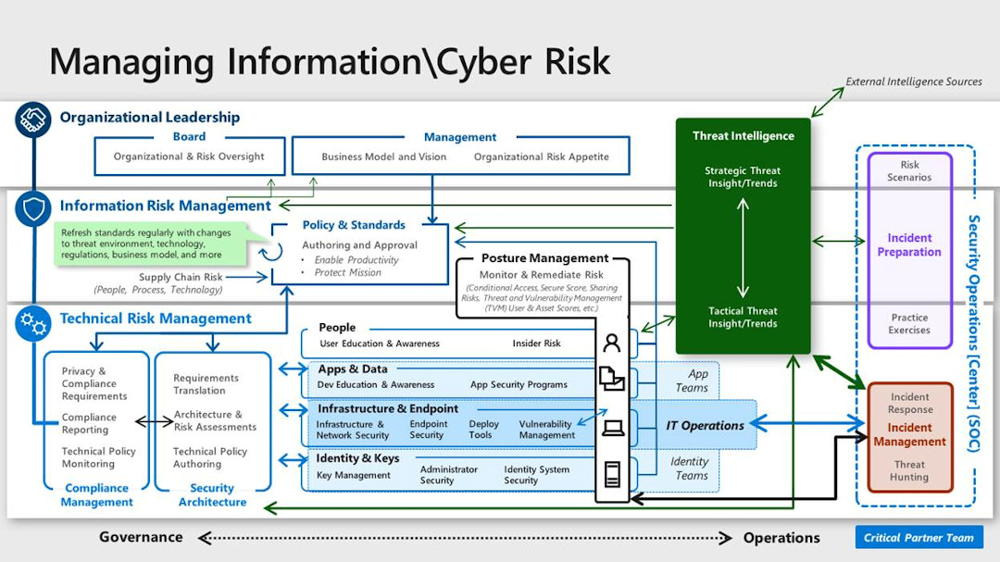 Managing Information\Cyber Risk
External Intelligence Sources
Organizational Leadership
Board
Organizational & Risk Oversight
Management
Business Model and Vision
Organizational Risk Appetite
Threat Intelligence
Strategic Threat
Insight/Trends
Tactical Threat
Insight/Trends
Information Risk Management
Refresh standards regularly with changes
to threat environment, technology,
regulations, business model, and more
Supply Chain Risk
(People, Process, Technology)
Policy & Standards
Authoring and Approval
• Enable Productivity
• Protect Mission
Posture Management
Monitor & Remediate Risk
(Conditional Access, Secure Score, Sharing
Risks, Threat and Vulnerability Management
(TVM) User & Asset Scores, etc.)
Technical Risk Management
Privacy &
Compliance
Requirements
Compliance
Reporting
Technical Policy
Monitoring
Compliance
Management
Requirements
Translation
Architecture &
Risk Assessments
Technical Policy
Authoring
Security
Architecture
People
User Education & Awareness
Insider Risk
Apps & Data
Dev Education & Awareness
App Security Programs
App
Teams
Infrastructure & Endpoint
Infrastructure &
Network Security
Endpoint
Security
Deploy
Tools
Vulnerability
Management
IT Operations
Identity & Keys
Key Management
Administrator
Security
Identity System
Security
Identity
Teams
Risk
Scenarios
Incident
Preparation
Practice
Exercises
Incident
Response
Incident
Management
Threat
Hunting
Security Operations [Center] (SOC)
Governance
Operations
Critical Partner Team